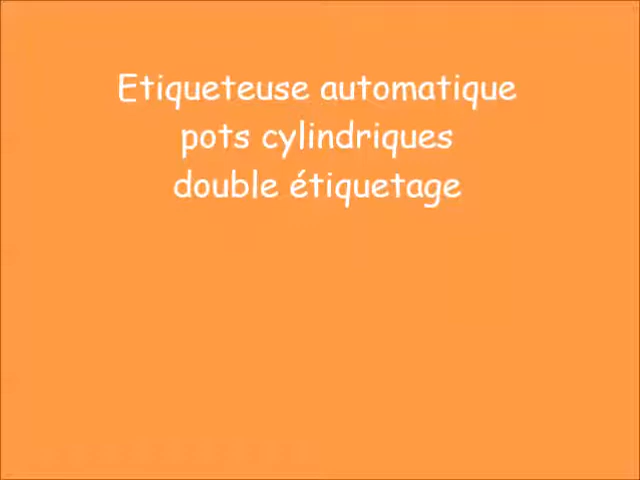 Etiqueteuse automatique
pots cylindriques
double étiquetage